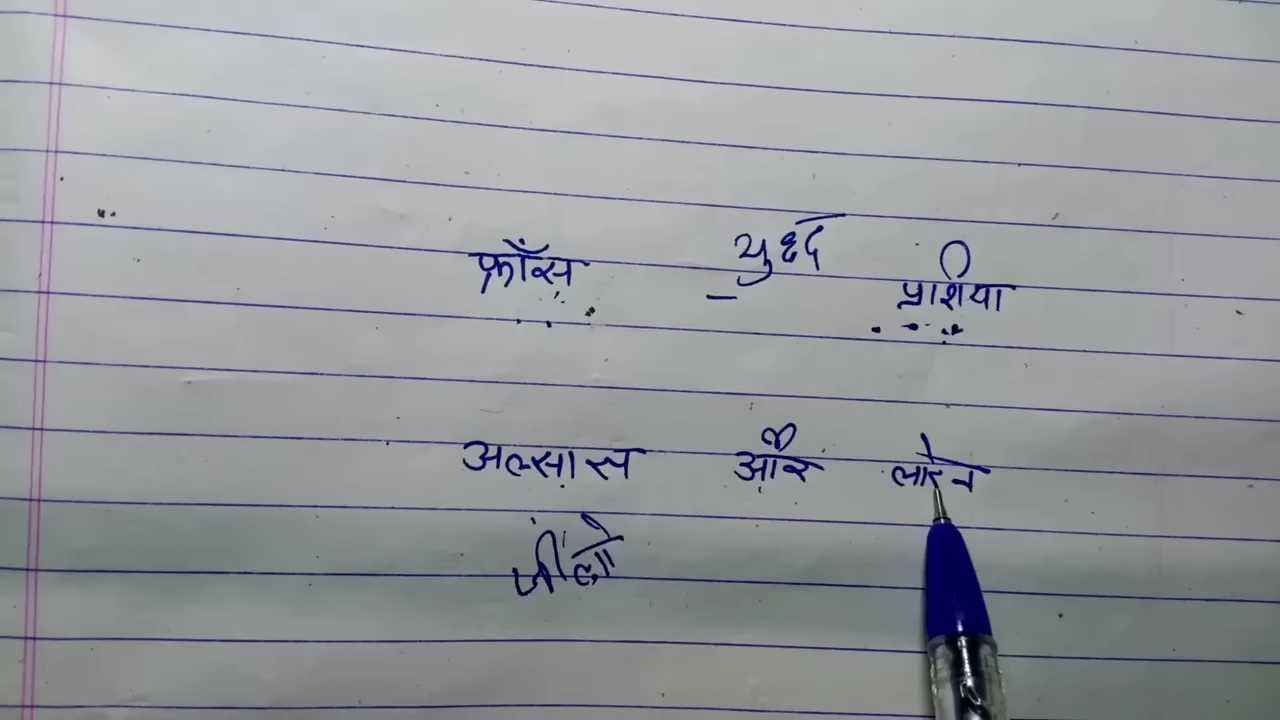 फ्राँस युद्ध प्रशिया
अल्सास और लोरेन
जीलो